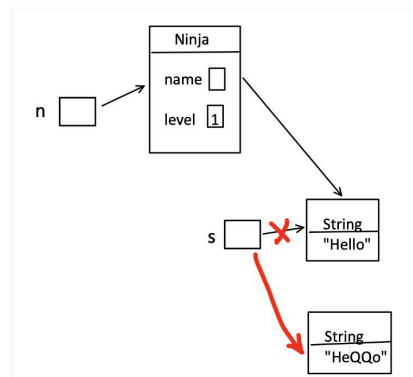 Ninja
name
n
level 1
String
"Hello"
s
String
"HeQQo"